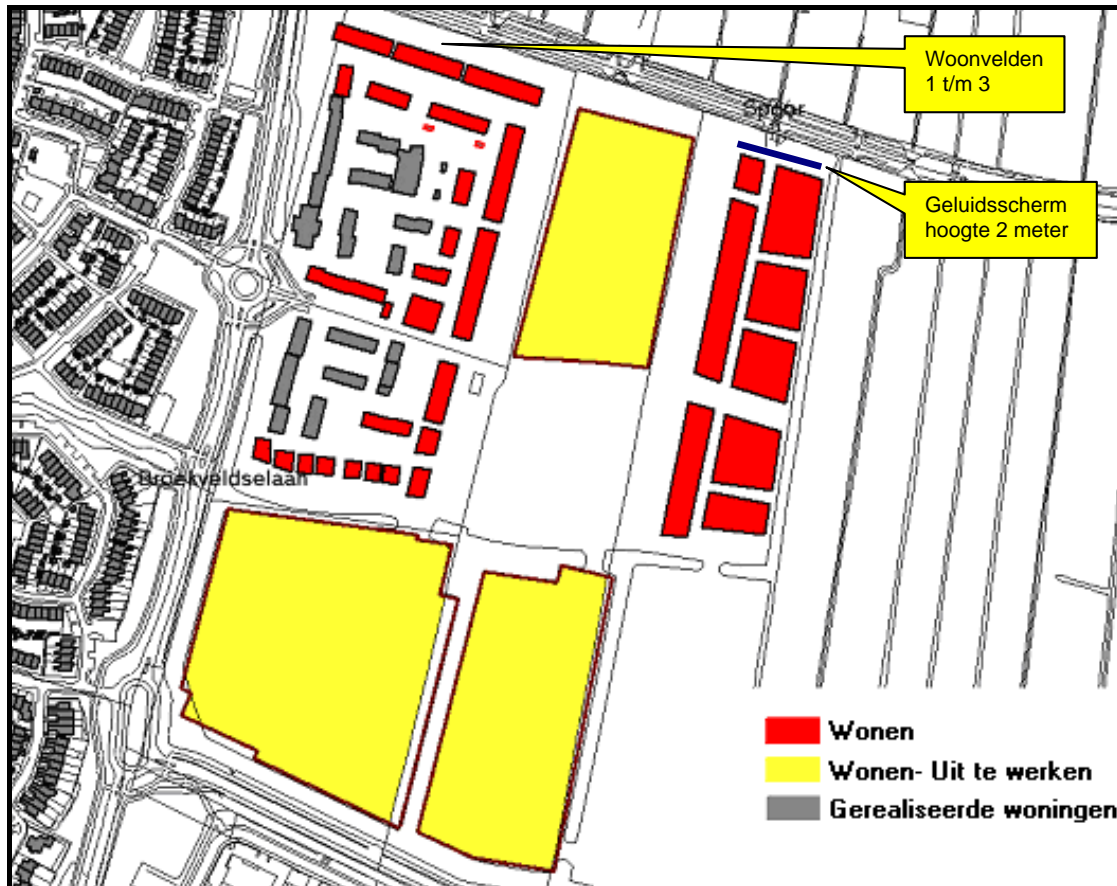 Woonvelden
1 t/m 3
Spoor
Geluidsscherm
hoogte 2 meter
Broekveldselaan
Wonen
Wonen- Uit te werken
Gerealiseerde woningen